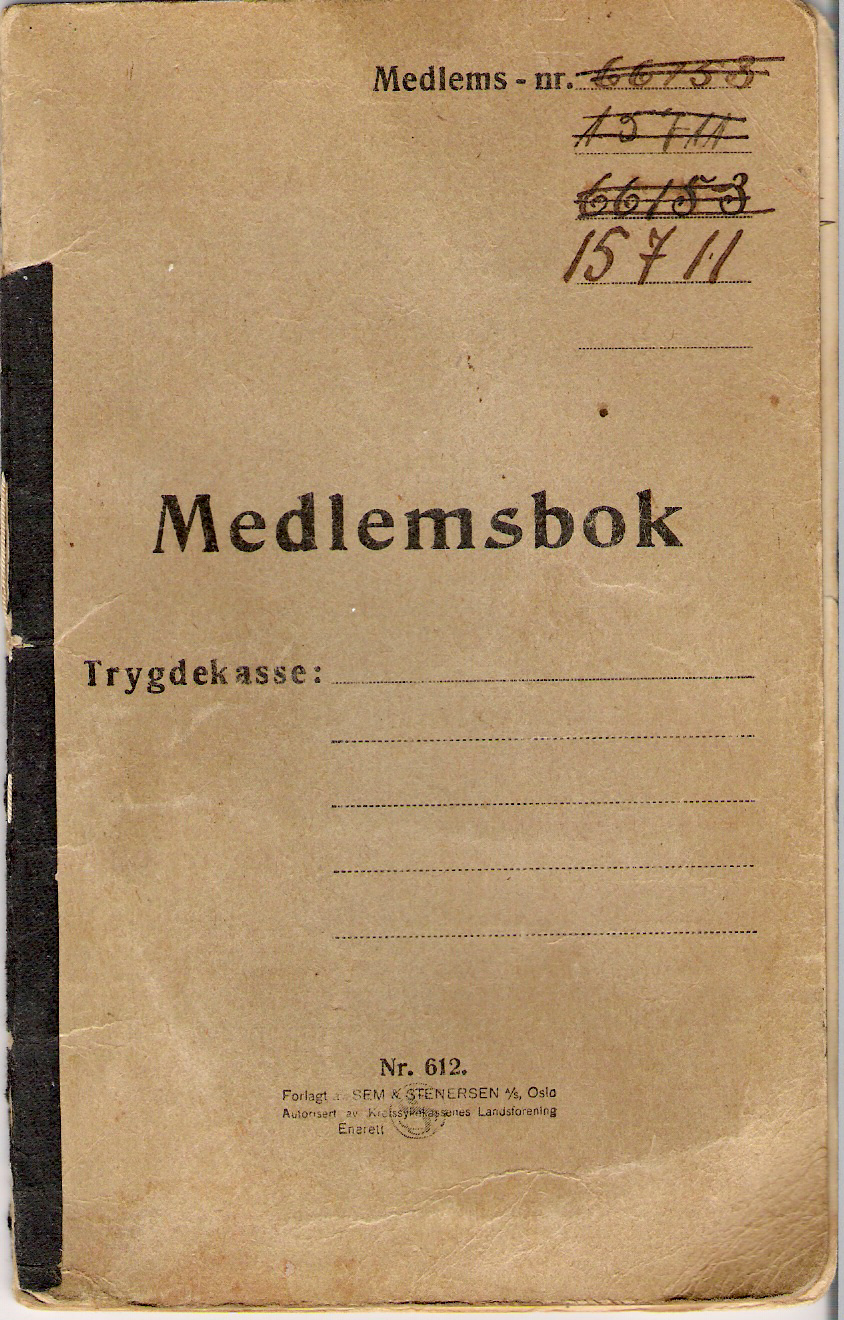 Medlems - nr. 66153
15711
66153
15711
Medlemsbok
Trygdekasse:
Nr. 612.
Forlagt SEM & STENERSEN A/s, Oslo
Autorisert av Kretssykekassenes Landsforening
Enerett